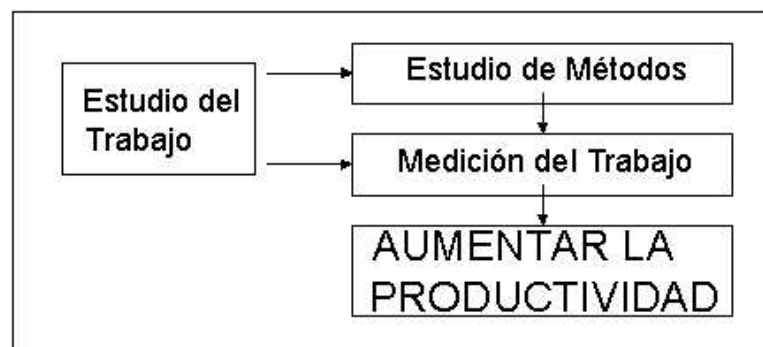 Estudio del
Trabajo
Estudio de Métodos
Medición del Trabajo
AUMENTAR LA
PRODUCTIVIDAD